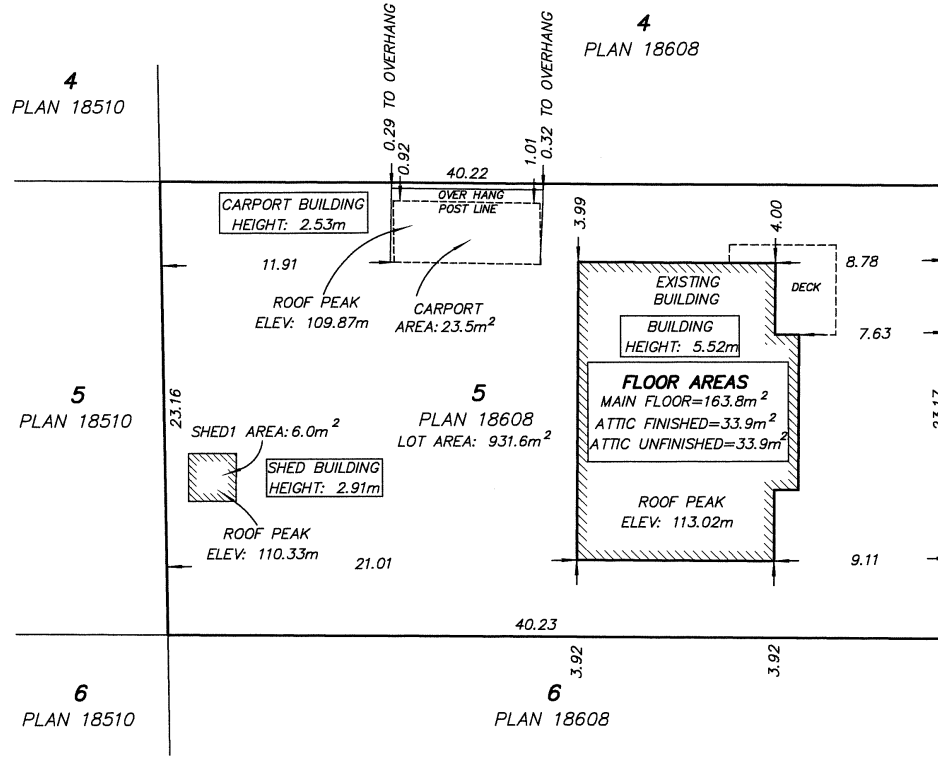 4
PLAN 18510
4
PLAN 18608
0.29 TO OVERHANG
0.92
1.01
0.32 TO OVERHANG
40.22
OVER HANG
POST LINE
CARPORT BUILDING
HEIGHT: 2.53m
11.91
ROOF PEAK
ELEV: 109.87m
CARPORT
AREA: 23.5m²
3.99
4.00
8.78
DECK
7.63
EXISTING
BUILDING
BUILDING
HEIGHT: 5.52m
FLOOR AREAS
MAIN FLOOR=163.8m²
ATTIC FINISHED=33.9m²
ATTIC UNFINISHED=33.9m²
5
PLAN 18510
23.16
5
PLAN 18608
LOT AREA: 931.6m²
23.17
SHED1 AREA: 6.0m²
SHED BUILDING
HEIGHT: 2.91m
ROOF PEAK
ELEV: 110.33m
ROOF PEAK
ELEV: 113.02m
21.01
9.11
40.23
3.92
3.92
6
PLAN 18510
6
PLAN 18608